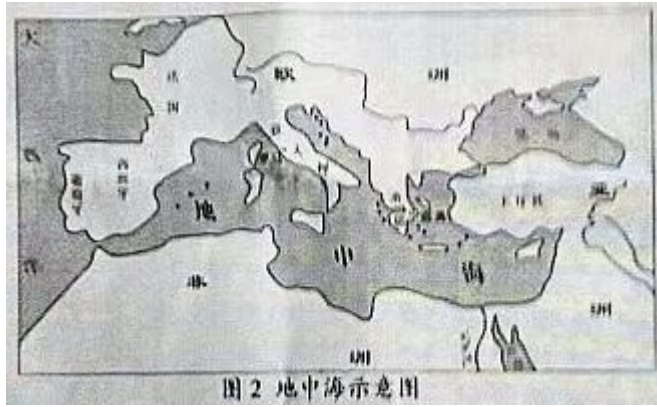 大
西
洋
法
国
欧
洲
黑海
意
大
利
西班牙
葡萄牙
地
中
海
土耳其
亚
洲
非
洲
图2 地中海示意图